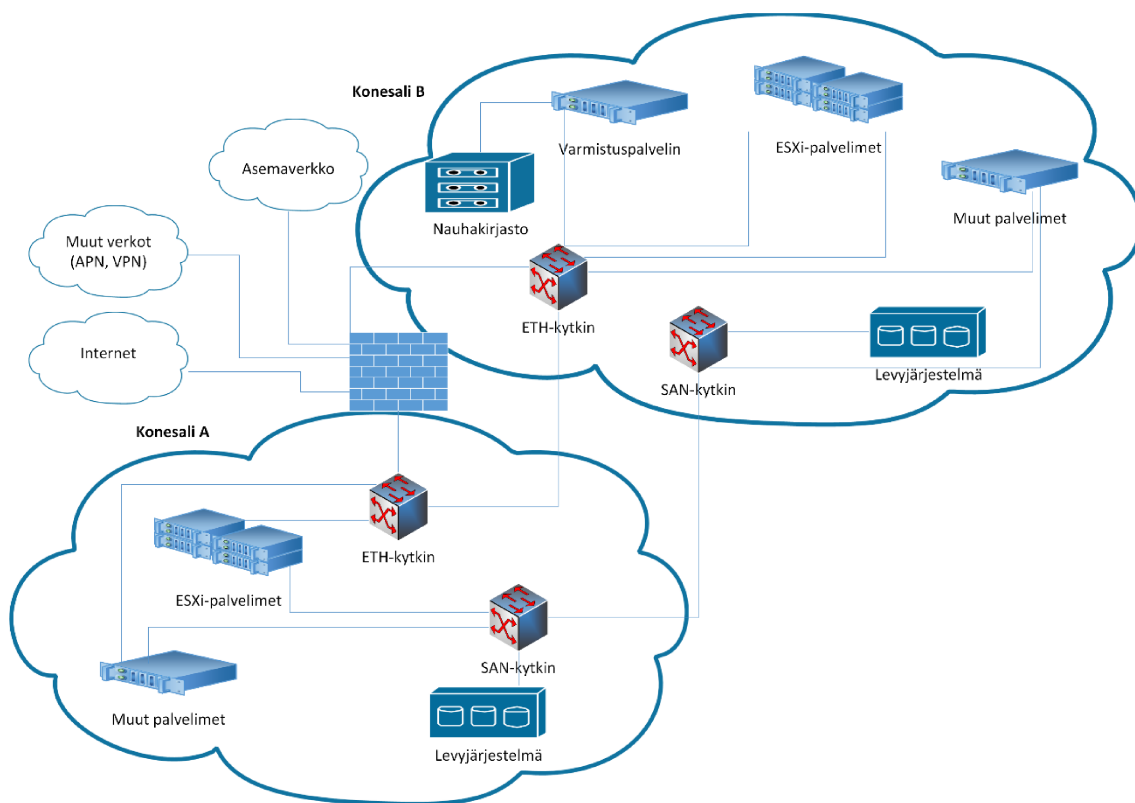 Konesali B
Varmistuspalvelin
ESXi-palvelimet
Asemaverkko
Muut palvelimet
Nauhakirjasto
Muut verkot
(APN, VPN)
ETH-kytkin
Internet
Levyjärjestelmä
SAN-kytkin
Konesali A
ETH-kytkin
ESXi-palvelimet
SAN-kytkin
Muut palvelimet
Levyjärjestelmä